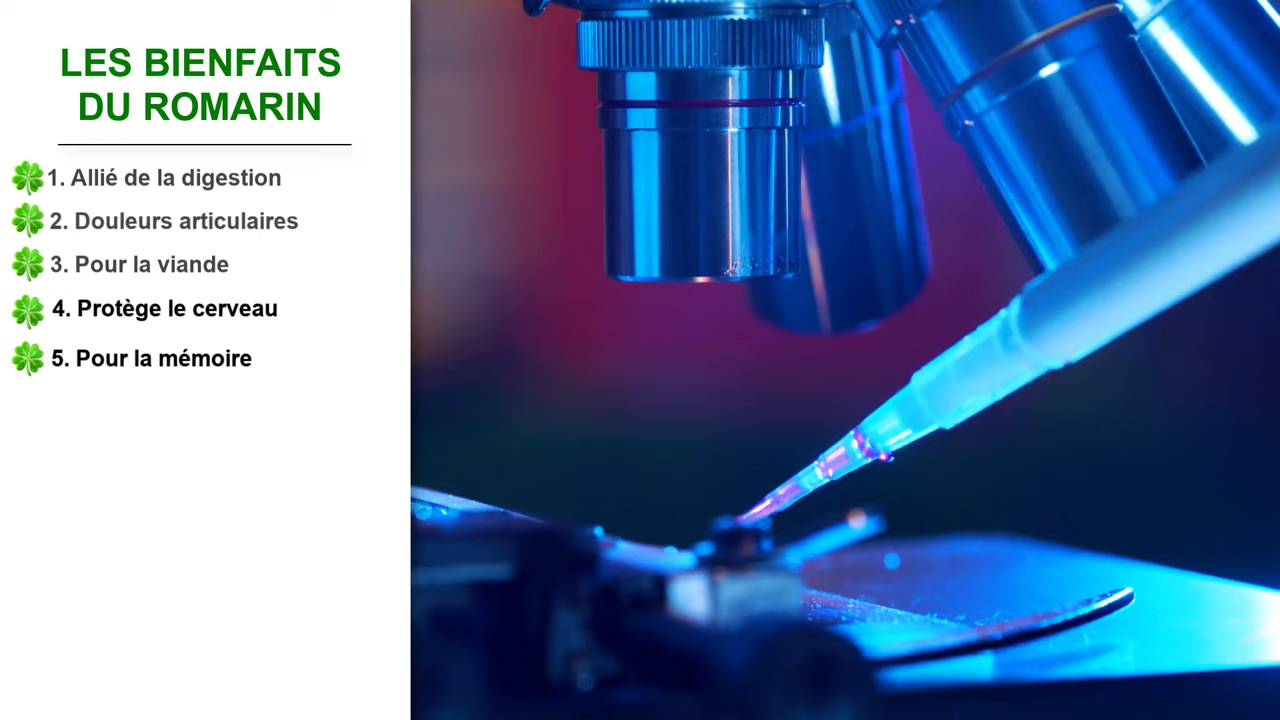 LES BIENFAITS
DU ROMARIN
1. Allié de la digestion
2. Douleurs articulaires
3. Pour la viande
4. Protège le cerveau
5. Pour la mémoire